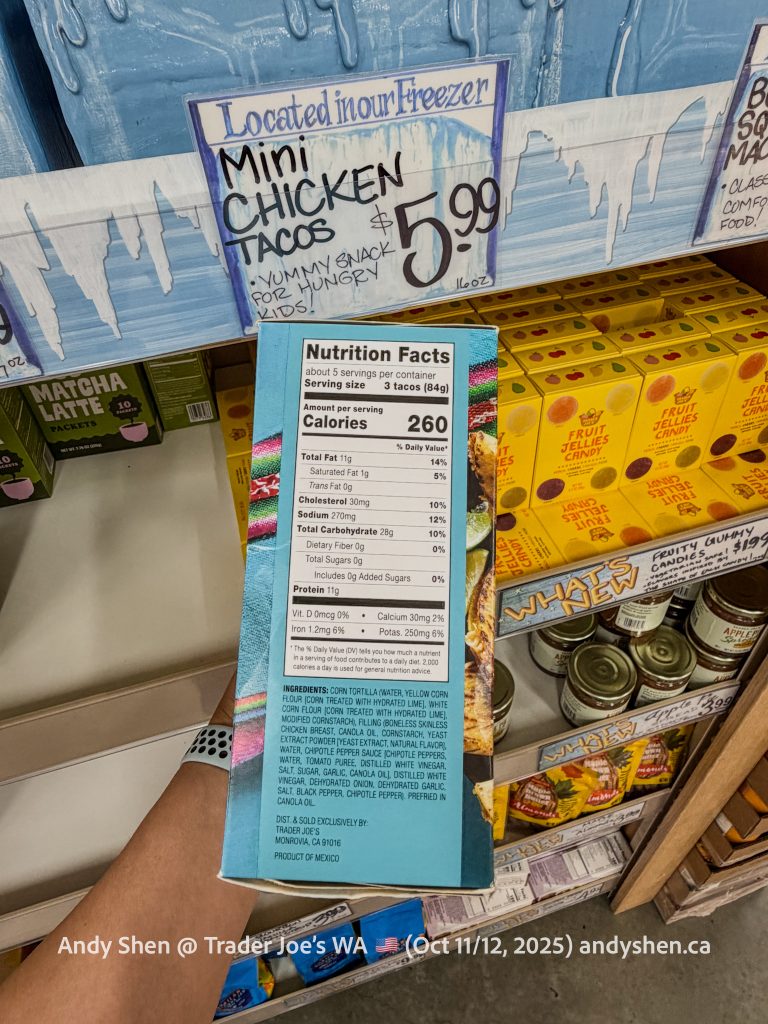 Located in our Freezer
Mini
CHICKEN
TACOS
$5.99
• YUMMY SNACK
FOR HUNGRY
KIDS!
16 oz
CLASS
COMFO
FOOD!
MATCHA
LATTE
PACKETS
10
PACKETS
Nutrition Facts
about 5 servings per container
Serving size 3 tacos (84g)
Amount per serving
Calories 260
% Daily Value*
Total Fat 11g 14%
Saturated Fat 1g 5%
Trans Fat 0g
Cholesterol 30mg 10%
Sodium 270mg 12%
Total Carbohydrate 28g 10%
Dietary Fiber 0g 0%
Total Sugars 0g
Includes 0g Added Sugars 0%
Protein 11g
Vit. D 0mcg 0% • Calcium 30mg 2%
Iron 1.2mg 6% • Potas. 250mg 6%
* The % Daily Value (DV) tells you how much a nutrient
in a serving of food contributes to a daily diet. 2,000
calories a day is used for general nutrition advice.
INGREDIENTS: CORN TORTILLA (WATER, YELLOW CORN
FLOUR [CORN TREATED WITH HYDRATED LIME], WHITE
CORN FLOUR [CORN TREATED WITH HYDRATED LIME],
MODIFIED CORNSTARCH), FILLING (BONELESS SKINLESS
CHICKEN BREAST, CANOLA OIL, CORNSTARCH, YEAST
EXTRACT POWDER [YEAST EXTRACT, NATURAL FLAVOR],
WATER, CHIPOTLE PEPPER SAUCE [CHIPOTLE PEPPERS,
WATER, TOMATO PUREE, DISTILLED WHITE VINEGAR,
SALT, SUGAR, GARLIC, CANOLA OIL], DISTILLED WHITE
VINEGAR, DEHYDRATED ONION, DEHYDRATED GARLIC,
SALT, BLACK PEPPER, CHIPOTLE PEPPER). PREFRIED IN
CANOLA OIL.
DIST. & SOLD EXCLUSIVELY BY:
TRADER JOE'S
MONROVIA, CA 91016
PRODUCT OF MEXICO
FRUIT
JELLIES
CANDY
FRUIT
JELLIES
CANDY
WHAT'S NEW
FRUITY GUMMY
CANDIES $1.99
WHAT'S NEW
Andy Shen @ Trader Joe's WA 🇺🇸 (Oct 11/12, 2025) andyshen.ca